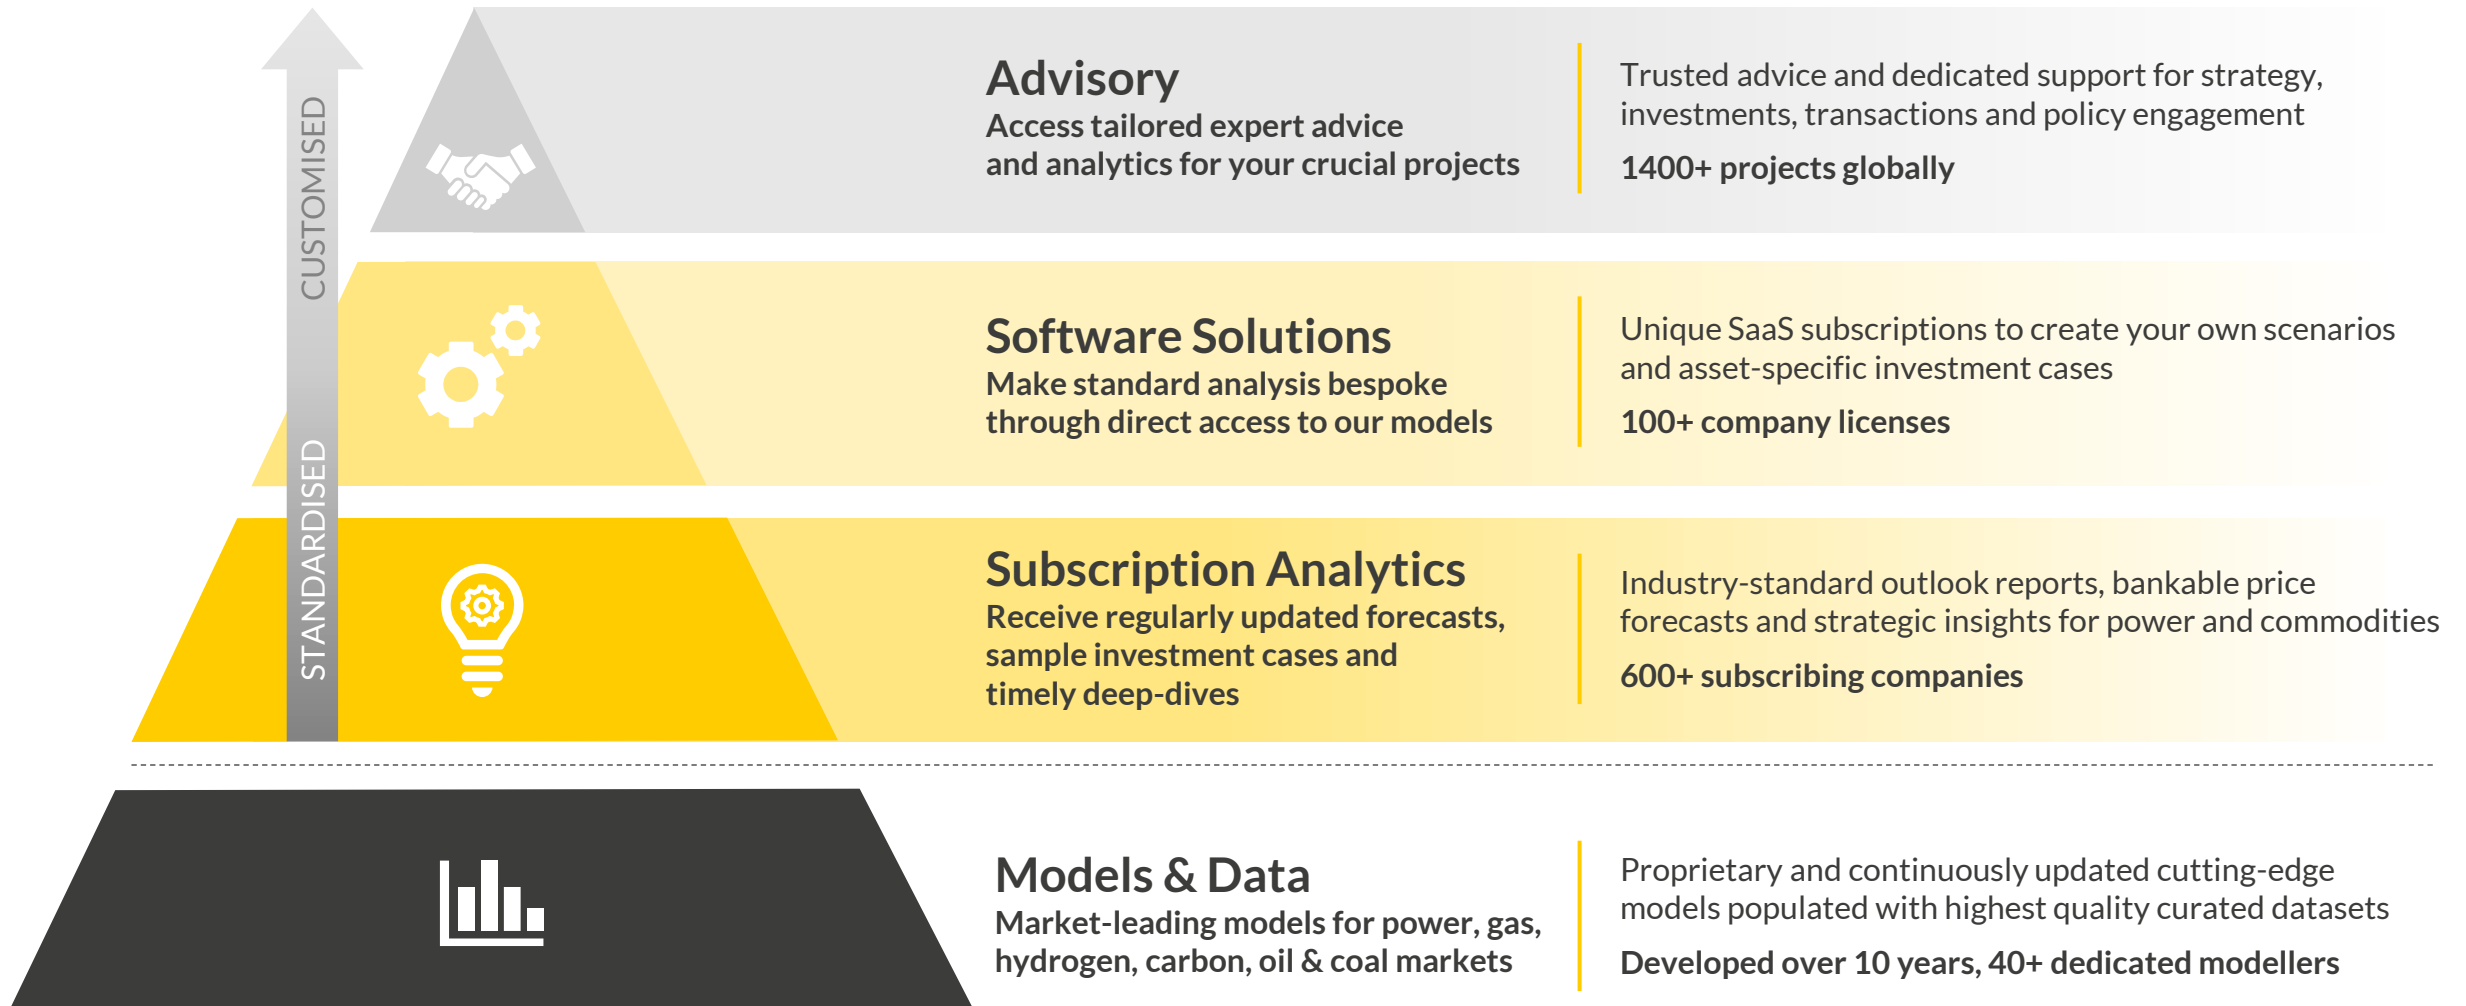 CUSTOMISED
STANDARDISED
Advisory
Access tailored expert advice
and analytics for your crucial projects
Trusted advice and dedicated support for strategy,
investments, transactions and policy engagement
1400+ projects globally
Software Solutions
Make standard analysis bespoke
through direct access to our models
Unique SaaS subscriptions to create your own scenarios
and asset-specific investment cases
100+ company licenses
Subscription Analytics
Receive regularly updated forecasts,
sample investment cases and
timely deep-dives
Industry-standard outlook reports, bankable price
forecasts and strategic insights for power and commodities
600+ subscribing companies
Models & Data
Market-leading models for power, gas,
hydrogen, carbon, oil & coal markets
Proprietary and continuously updated cutting-edge
models populated with highest quality curated datasets
Developed over 10 years, 40+ dedicated modellers